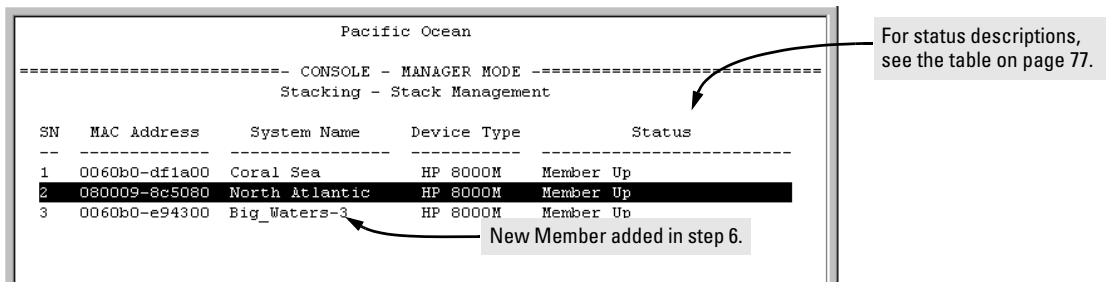 Pacific Ocean
==========================- CONSOLE - MANAGER MODE -============================
Stacking - Stack Management
SN MAC Address System Name Device Type Status
-- ------------- ---------------- ----------- -------------------------
1 0060b0-df1a00 Coral Sea HP 8000M Member Up
2 080009-8c5080 North Atlantic HP 8000M Member Up
3 0060b0-e94300 Big_Waters-3 HP 8000M Member Up
New Member added in step 6.
For status descriptions,
see the table on page 77.